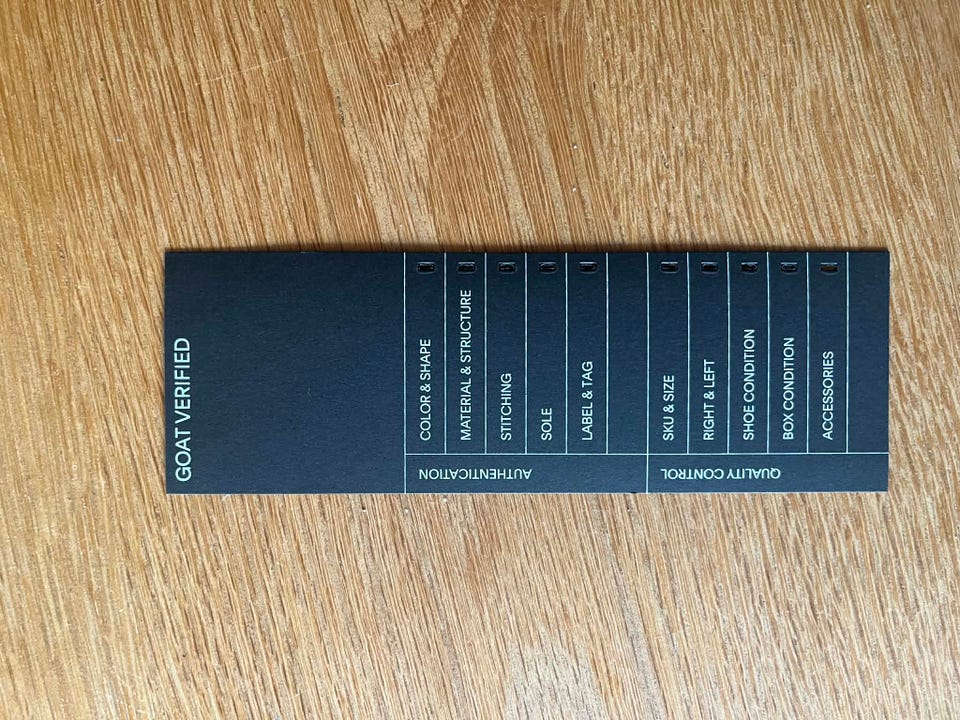 GOAT VERIFIED
AUTHENTICATION
COLOR & SHAPE
MATERIAL & STRUCTURE
STITCHING
SOLE
LABEL & TAG
QUALITY CONTROL
SKU & SIZE
RIGHT & LEFT
SHOE CONDITION
BOX CONDITION
ACCESSORIES